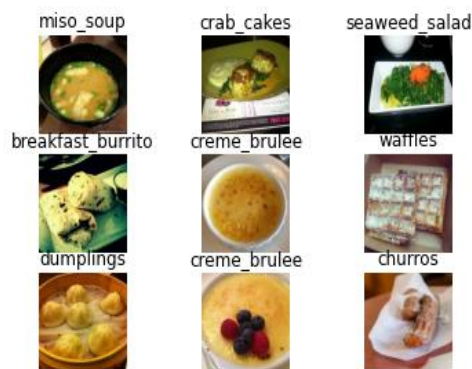 miso_soup
crab_cakes
seaweed_salad
breakfast_burrito
creme_brulee
waffles
dumplings
creme_brulee
churros